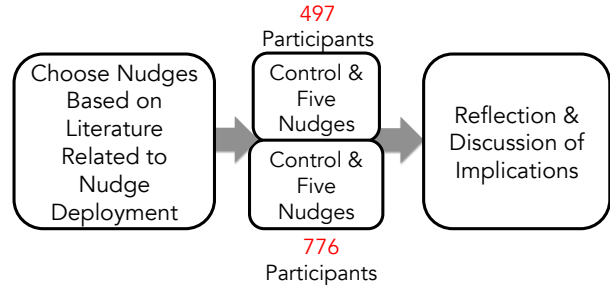 Choose Nudges
Based on
Literature
Related to
Nudge
Deployment
497
Participants
Control &
Five
Nudges
Control &
Five
Nudges
776
Participants
Reflection &
Discussion of
Implications